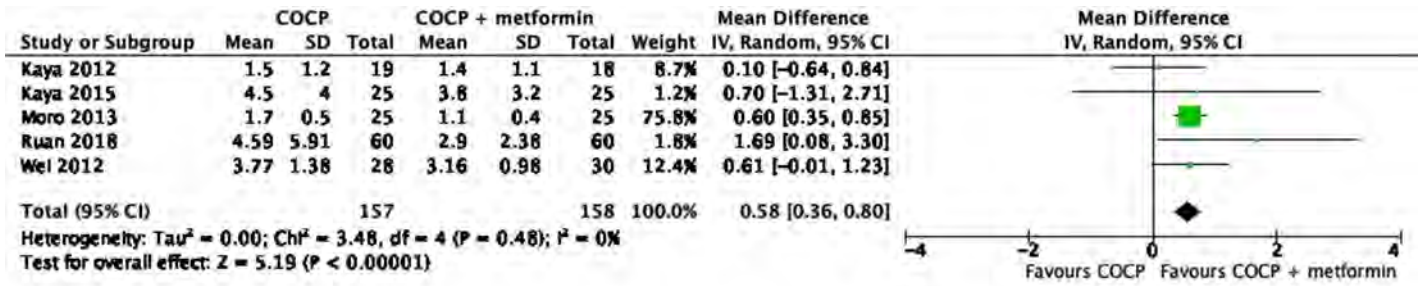 COCP COCP + metformin Mean Difference Mean Difference
Study or Subgroup Mean SD Total Mean SD Total Weight IV, Random, 95% CI IV, Random, 95% CI
Kaya 2012 1.5 1.2 19 1.4 1.1 18 8.7% 0.10 [-0.64, 0.84]
Kaya 2015 4.5 4 25 3.8 3.2 25 1.2% 0.70 [-1.31, 2.71]
Moro 2013 1.7 0.5 25 1.1 0.4 25 75.8% 0.60 [0.35, 0.85]
Ruan 2018 4.59 5.91 60 2.9 2.38 60 1.8% 1.69 [0.08, 3.30]
Wei 2012 3.77 1.38 28 3.16 0.98 30 12.4% 0.61 [-0.01, 1.23]
Total (95% CI) 157 158 100.0% 0.58 [0.36, 0.80]
Heterogeneity: Tau² = 0.00; Chi² = 3.48, df = 4 (P = 0.48); I² = 0%
Test for overall effect: Z = 5.19 (P < 0.00001)
-4 -2 0 2 4
Favours COCP Favours COCP + metformin